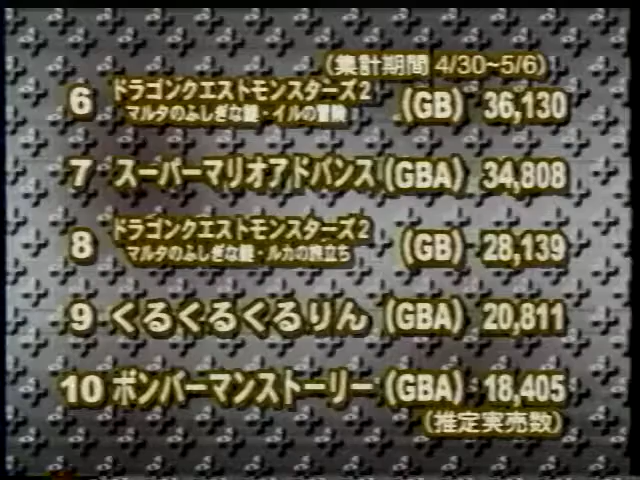 (集計期間 4/30~5/6)
6 ドラゴンクエストモンスターズ2 (GB) 36,130
マルタのふしぎな鍵・イルの冒険
7 スーパーマリオアドバンス (GBA) 34,808
8 ドラゴンクエストモンスターズ2 (GB) 28,139
マルタのふしぎな鍵・ルカの旅立ち
9 くるくるくるりん (GBA) 20,811
10 ボンバーマンストーリー (GBA) 18,405
(推定実売数)